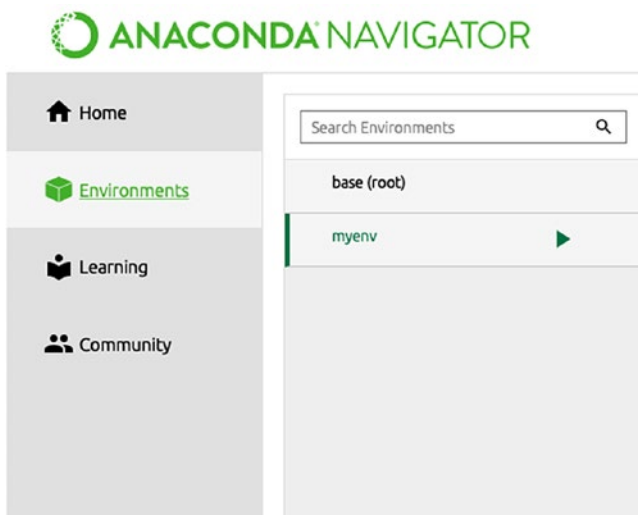 ANACONDA NAVIGATOR
Home
Environments
Learning
Community
Search Environments
base (root)
myenv